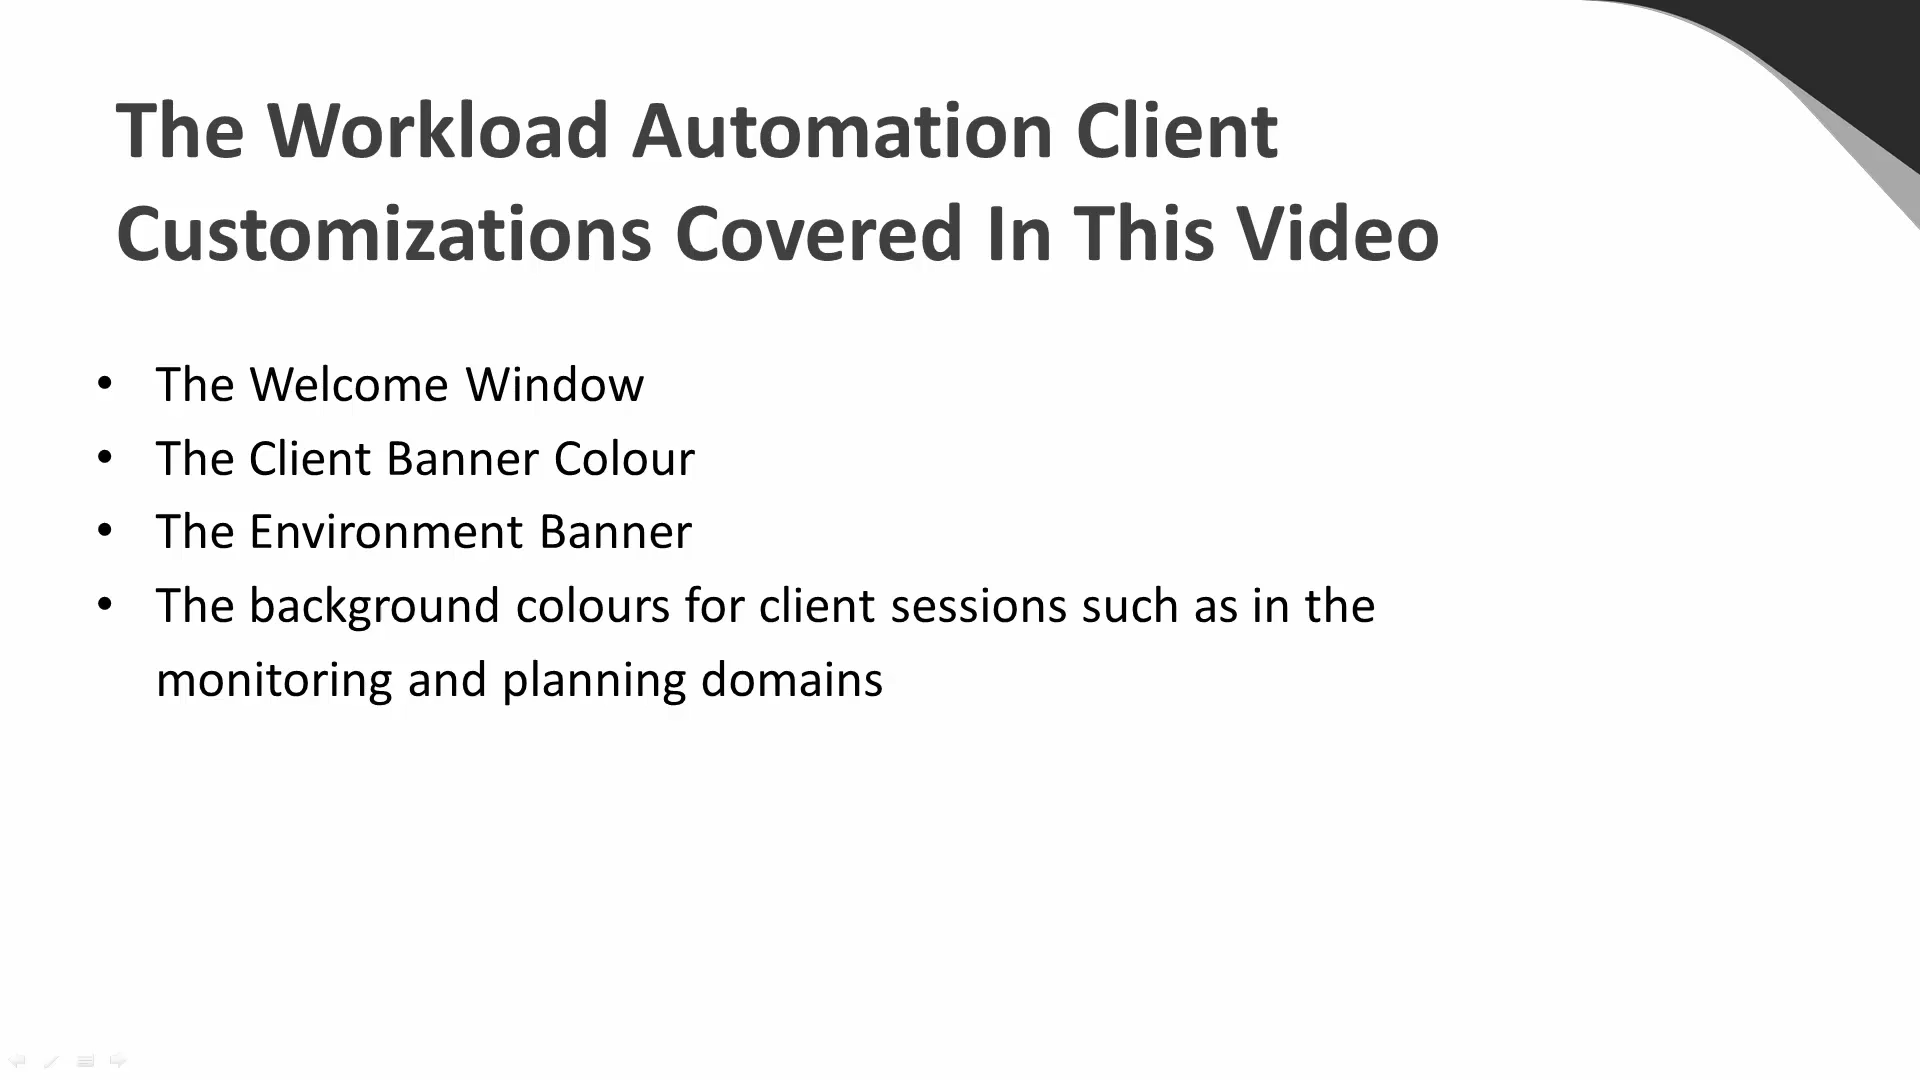 The Workload Automation Client
Customizations Covered In This Video
• The Welcome Window
• The Client Banner Colour
• The Environment Banner
• The background colours for client sessions such as in the
monitoring and planning domains